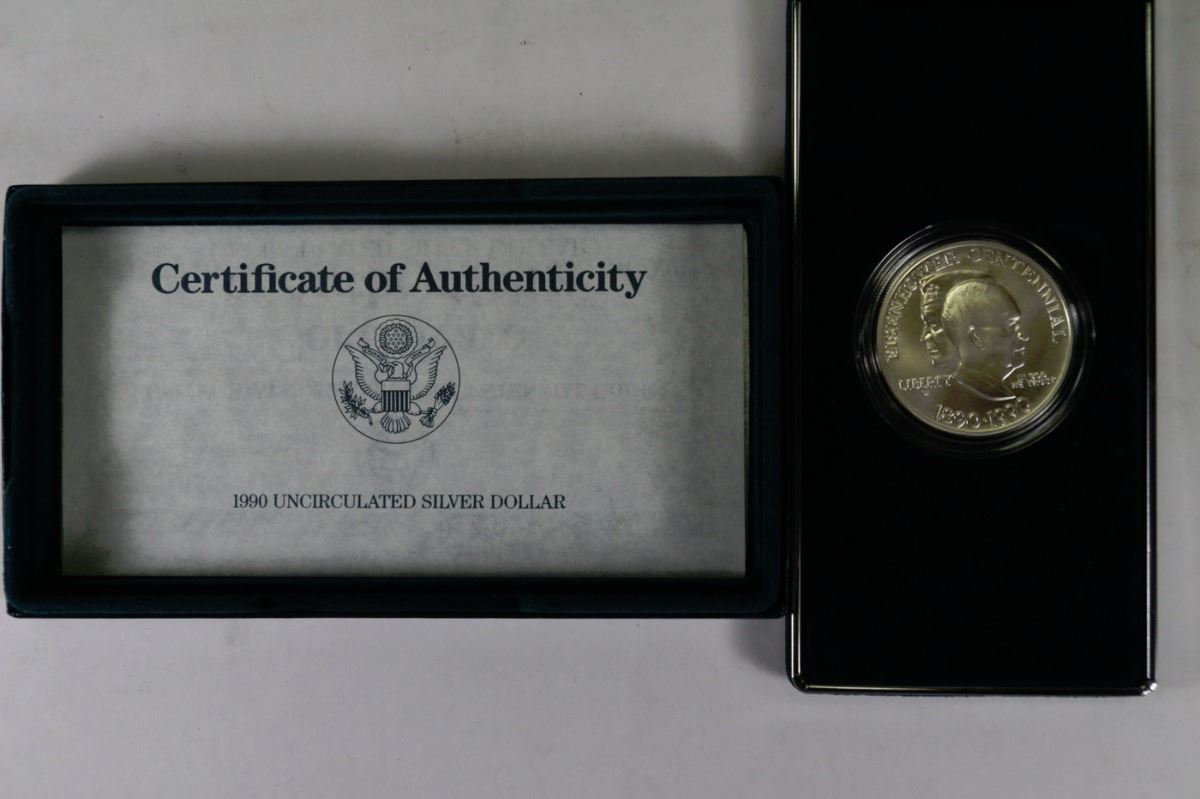 Certificate of Authenticity
1990 UNCIRCULATED SILVER DOLLAR
EISENHOWER CENTENNIAL
LIBERTY
IN GOD
WE TRUST
1890·1990